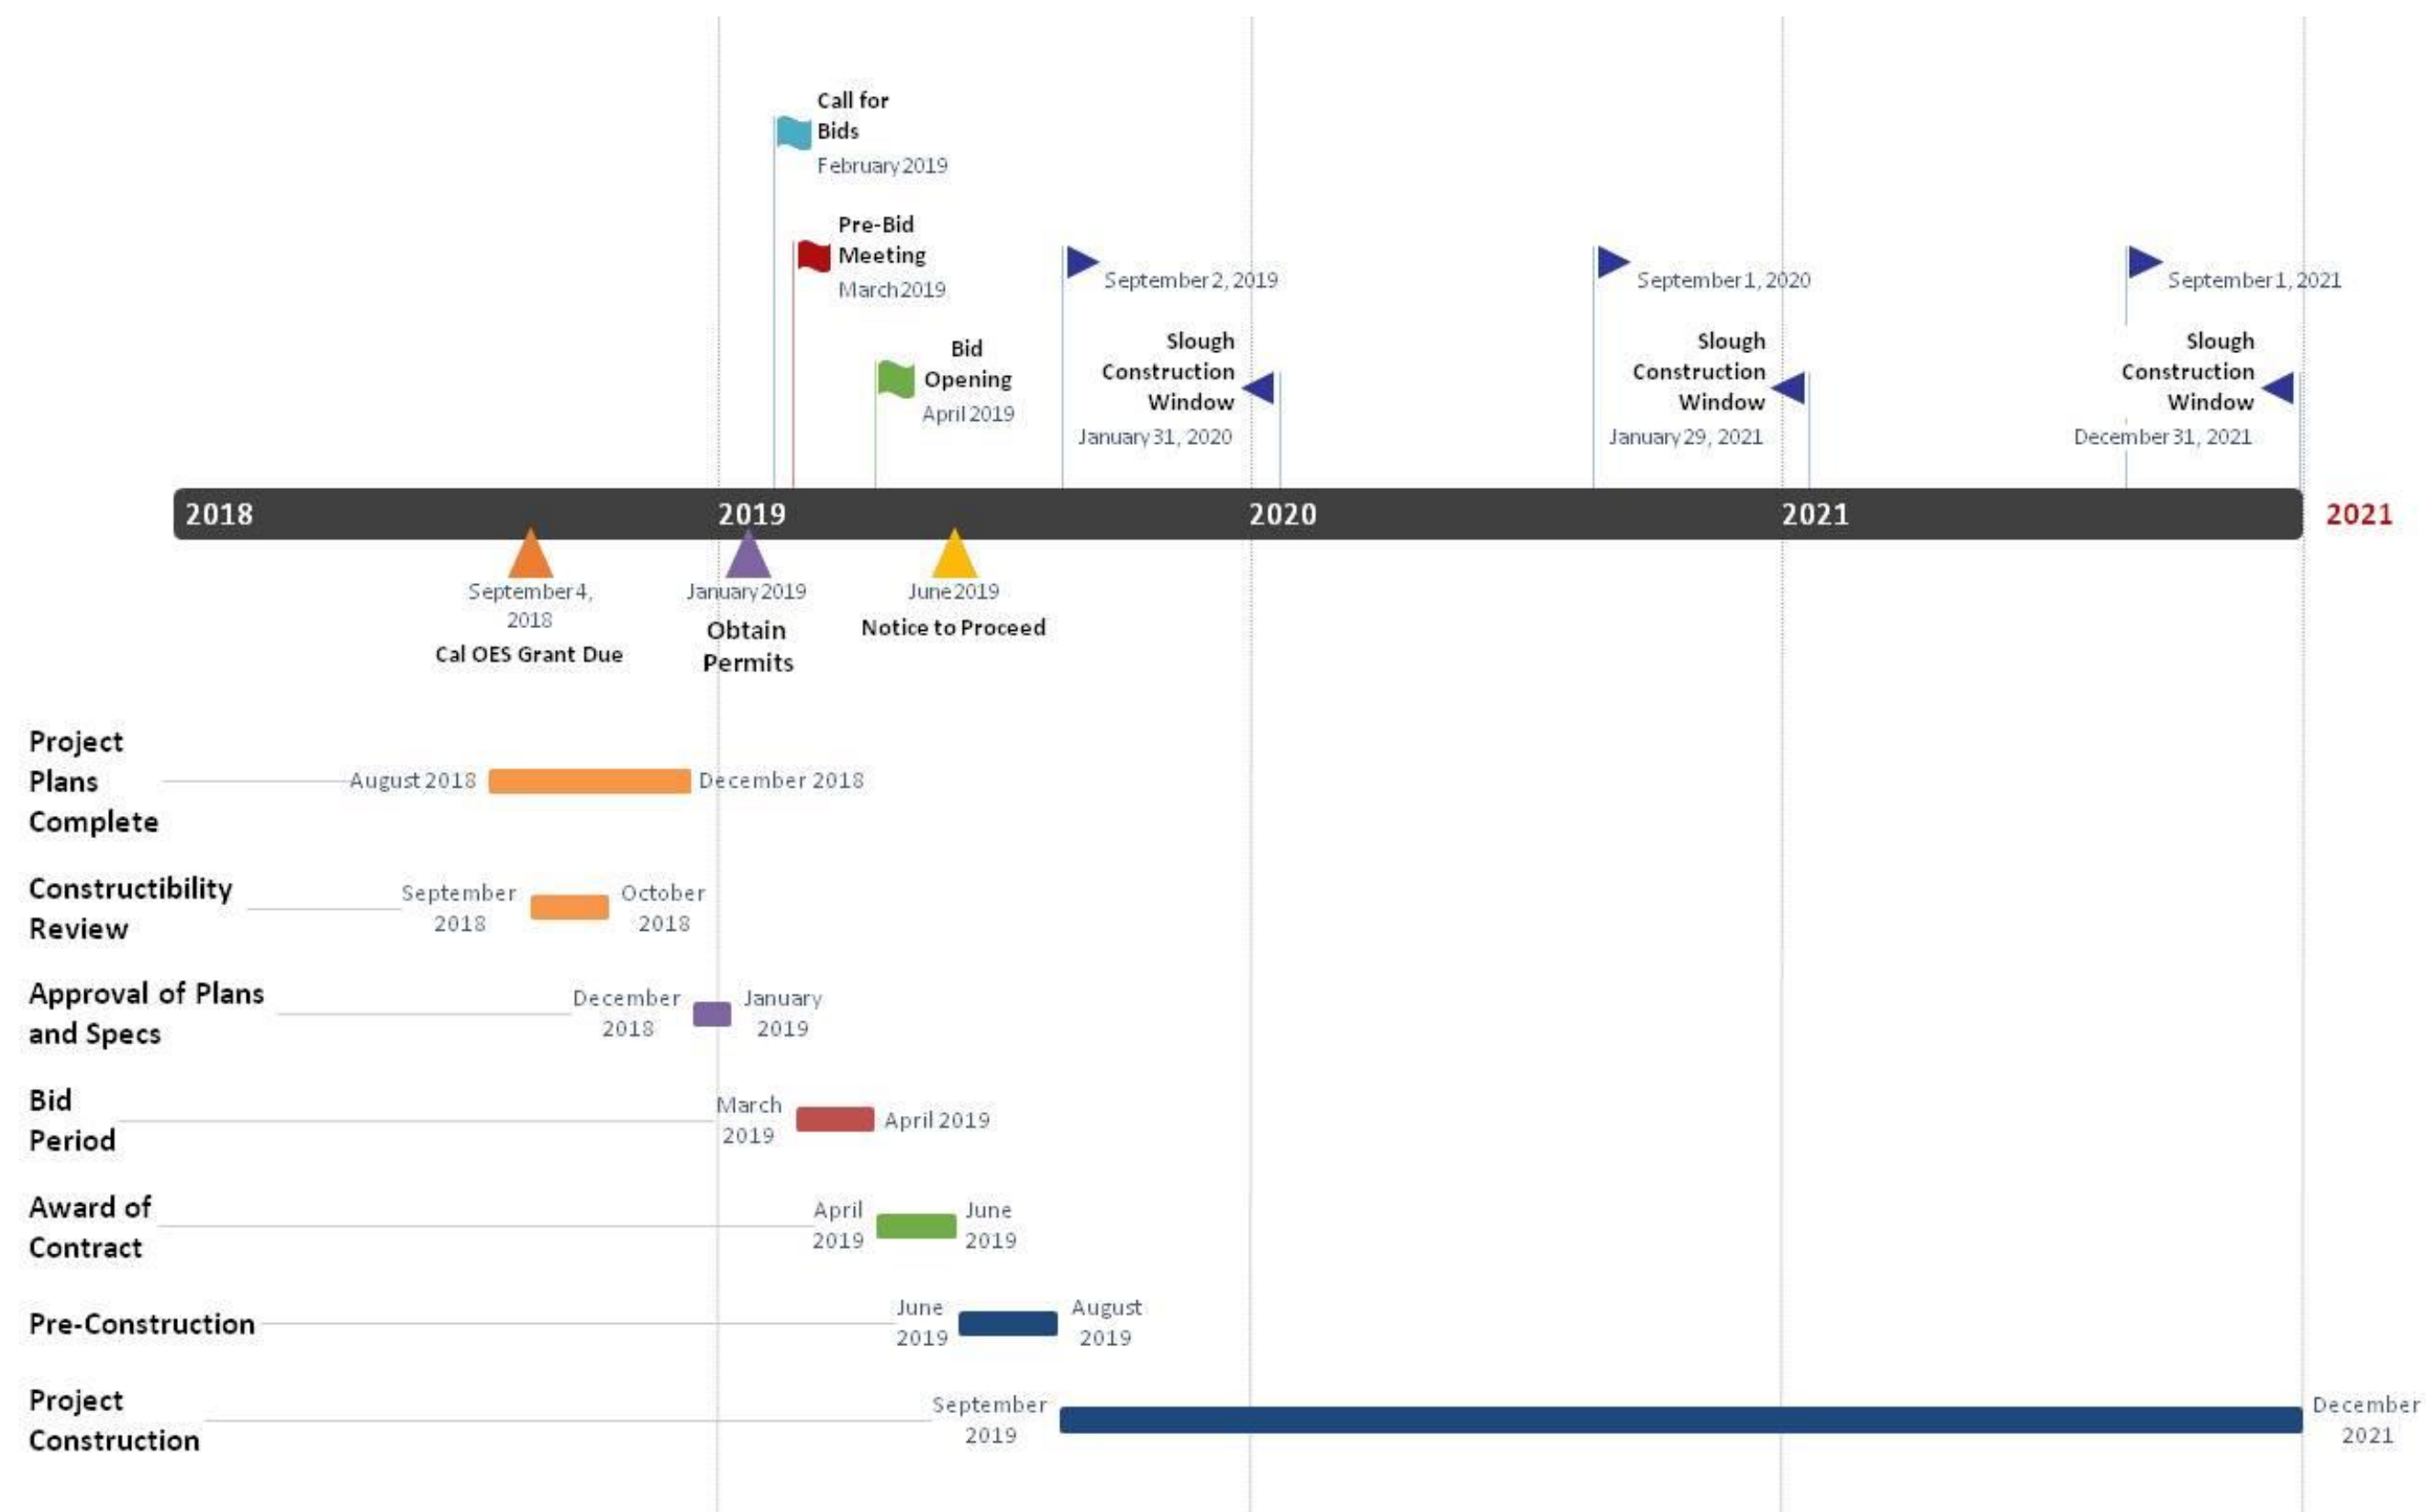 Call for
Bids
February 2019
Pre-Bid
Meeting
March 2019
Bid
Opening
April 2019
September 2, 2019
Slough
Construction
Window
January 31, 2020
September 1, 2020
Slough
Construction
Window
January 29, 2021
September 1, 2021
Slough
Construction
Window
December 31, 2021
2018
2019
2020
2021
2021
September 4,
2018
Cal OES Grant Due
January 2019
Obtain
Permits
June 2019
Notice to Proceed
Project
Plans
Complete
August 2018
December 2018
Constructibility
Review
September
2018
October
2018
Approval of Plans
and Specs
December
2018
January
2019
Bid
Period
March
2019
April 2019
Award of
Contract
April
2019
June
2019
Pre-Construction
June
2019
August
2019
Project
Construction
September
2019
December
2021